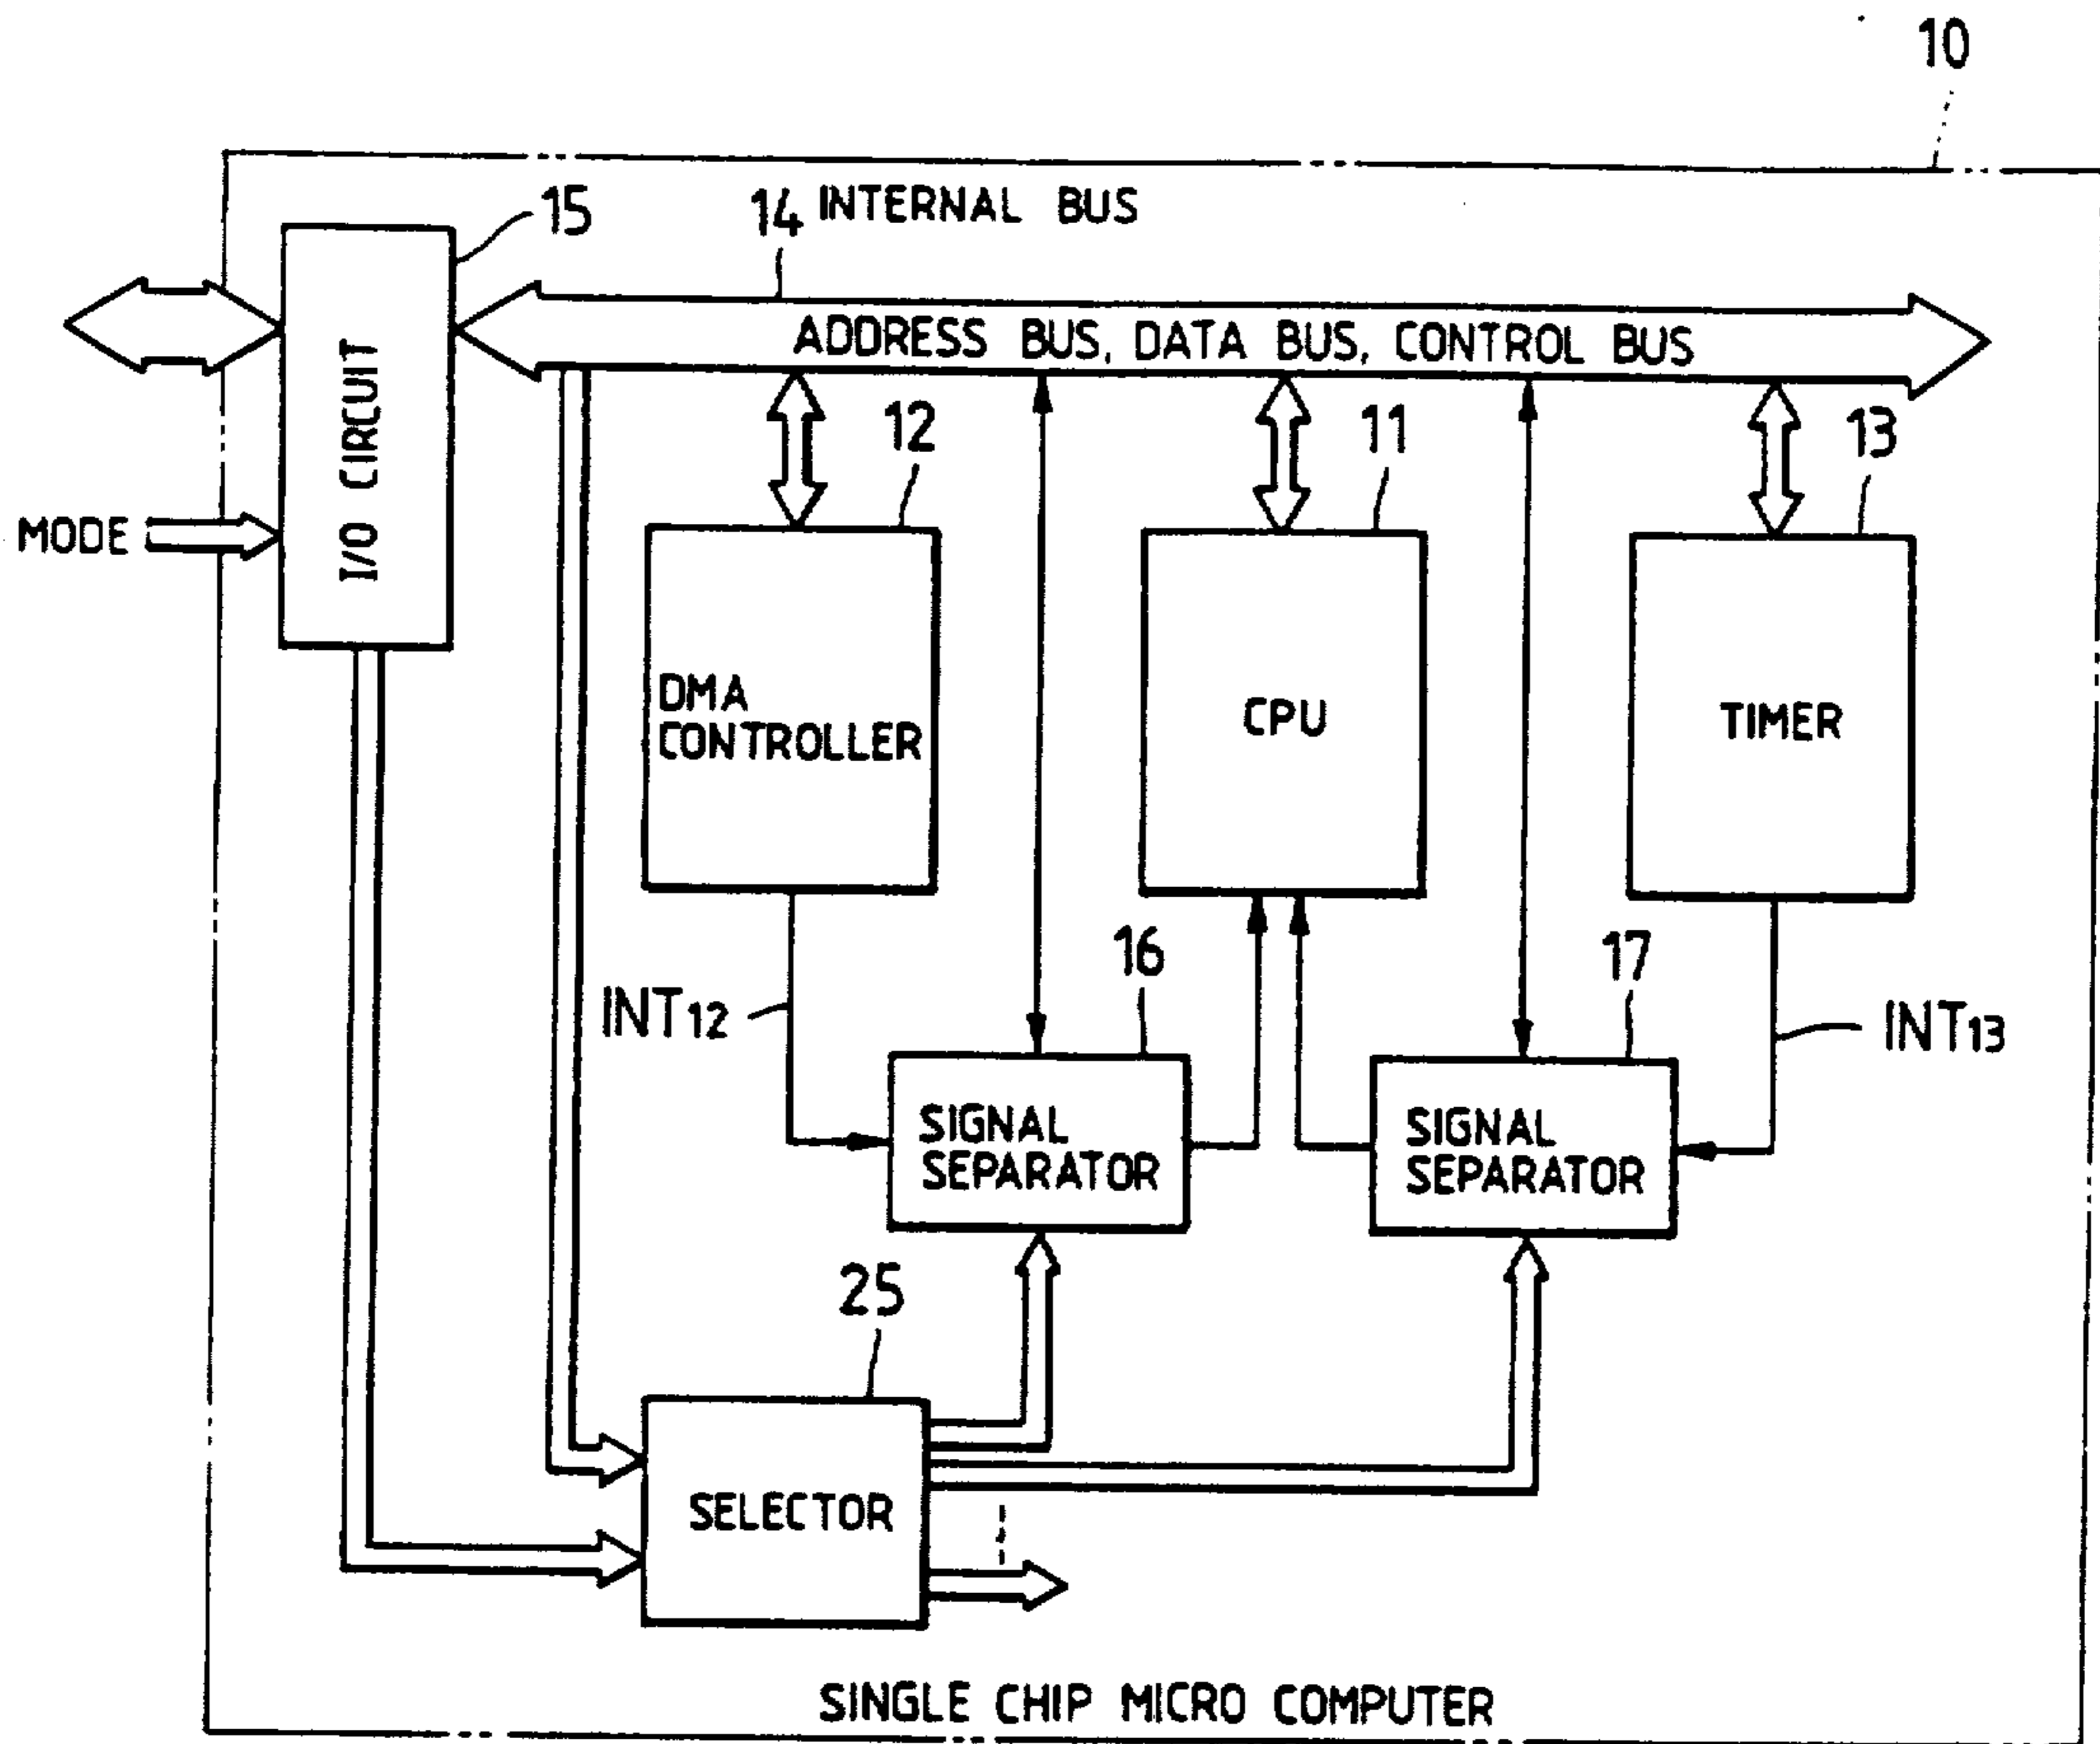 10
15
14 INTERNAL BUS
ADDRESS BUS, DATA BUS, CONTROL BUS
I/O CIRCUIT
MODE
12
11
13
DMA
CONTROLLER
CPU
TIMER
INT12
16
17
INT13
SIGNAL
SEPARATOR
SIGNAL
SEPARATOR
25
SELECTOR
SINGLE CHIP MICRO COMPUTER